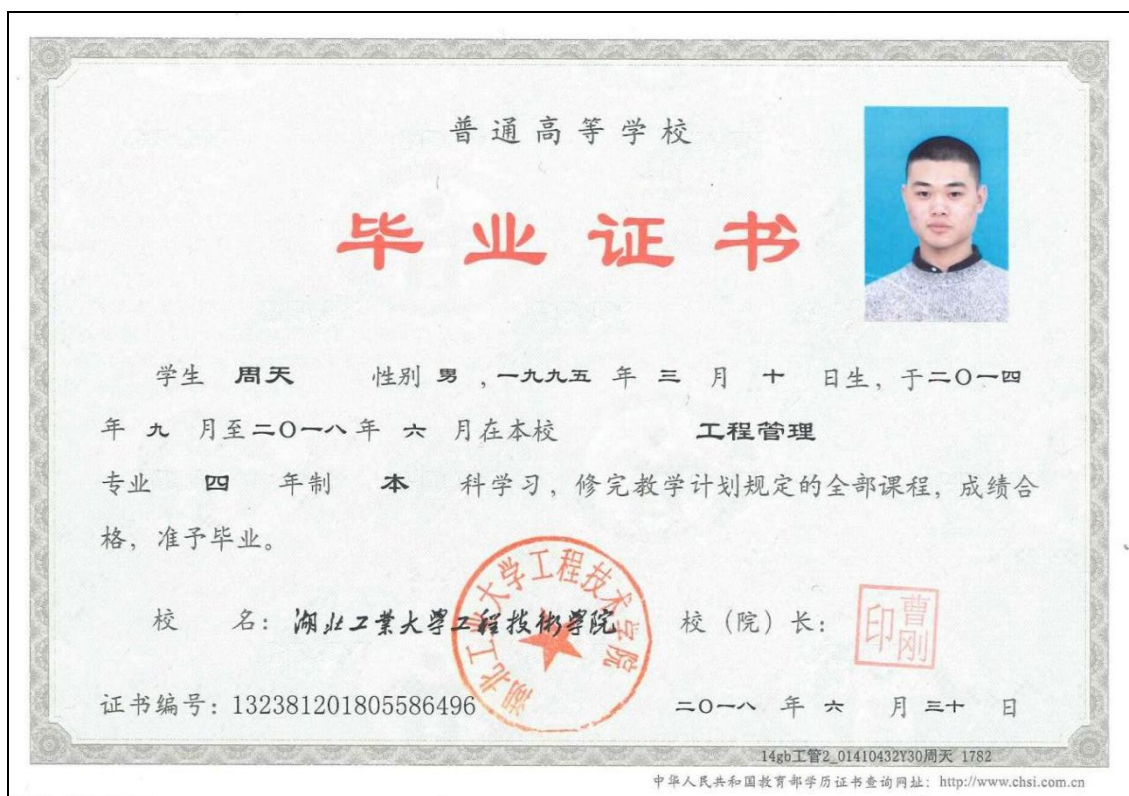 普通高等学校
毕业证书
学生 周天 性别 男 ,一九九五 年 三 月 十 日生, 于二〇一四
年 九 月至二〇一八年 六 月在本校 工程管理
专业 四 年制 本 科学习, 修完教学计划规定的全部课程, 成绩合
格, 准予毕业。
校 名: 湖北工業大學工程技術學院 校 (院) 长:
湖北工业大学工程技术学院
曹刚印
证书编号: 132381201805586496 二〇一八 年 六 月 三十 日
14gb工管2_01410432Y30周天 1782
中华人民共和国教育部学历证书查询网址: http://www.chsi.com.cn